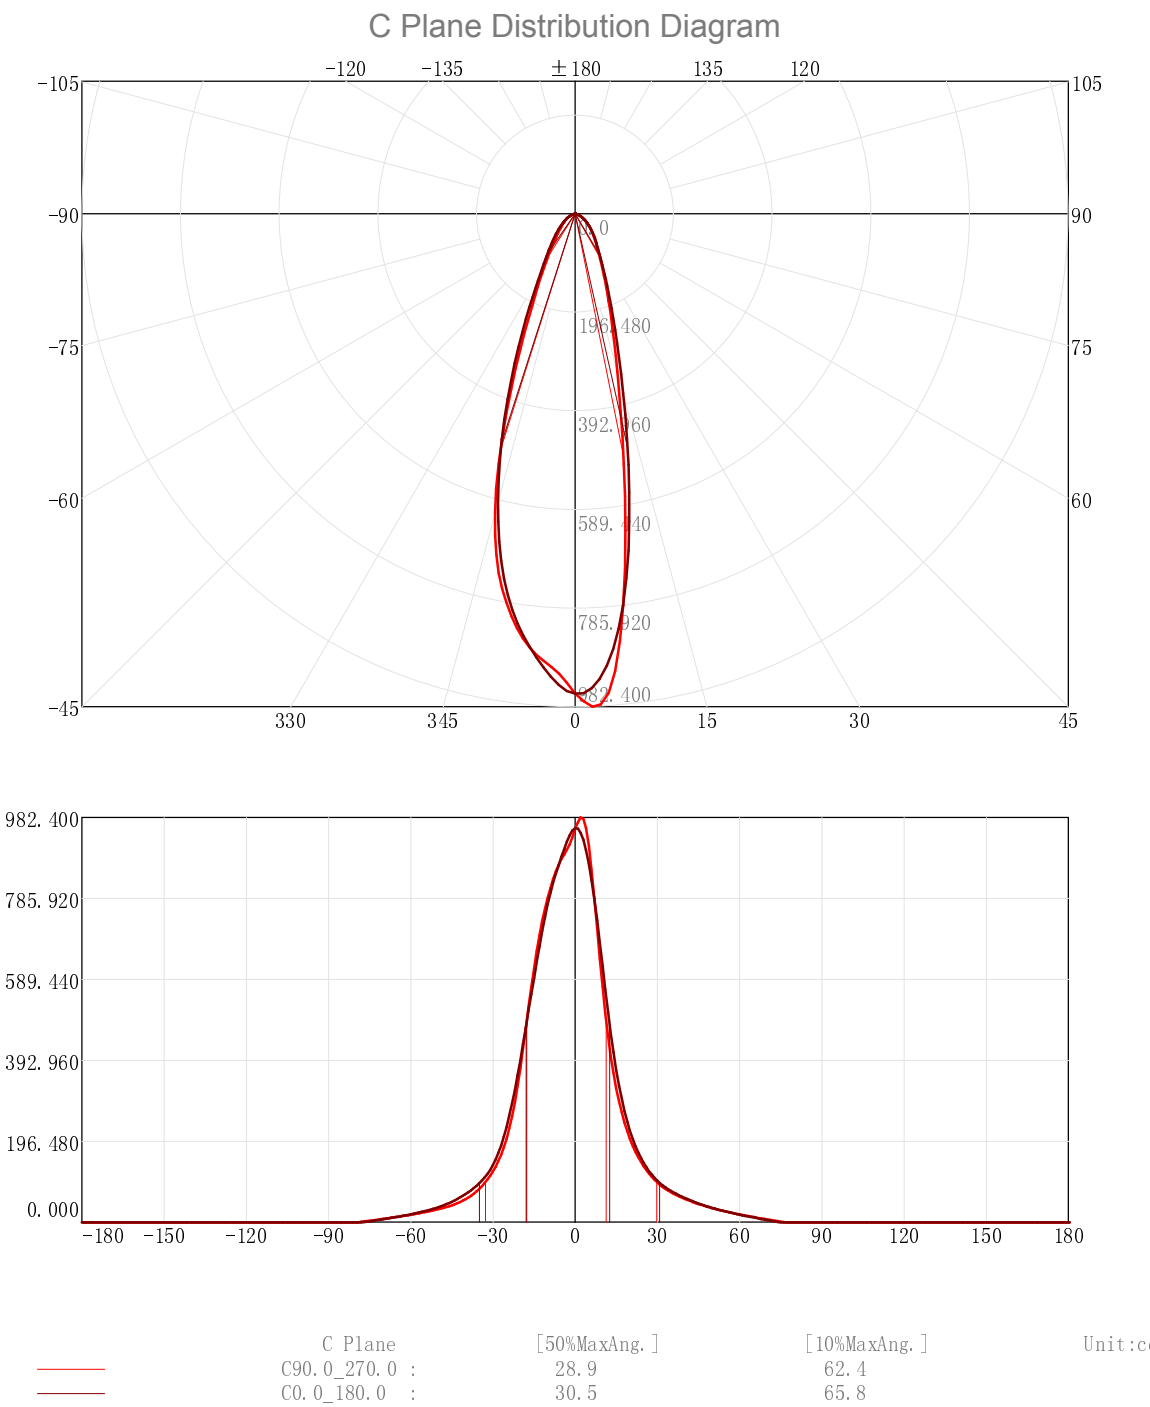 C Plane Distribution Diagram
-120 -135 ±180 135 120
-105 105
-90 90
0.0
196.480
-75 75
392.960
-60 60
589.440
785.920
982.400
-45
330 345 0 15 30 45
982.400
785.920
589.440
392.960
196.480
0.000
-180 -150 -120 -90 -60 -30 0 30 60 90 120 150 180
C Plane [50%MaxAng.] [10%MaxAng.] Unit:
C90.0_270.0 : 28.9 62.4
C0.0_180.0 : 30.5 65.8